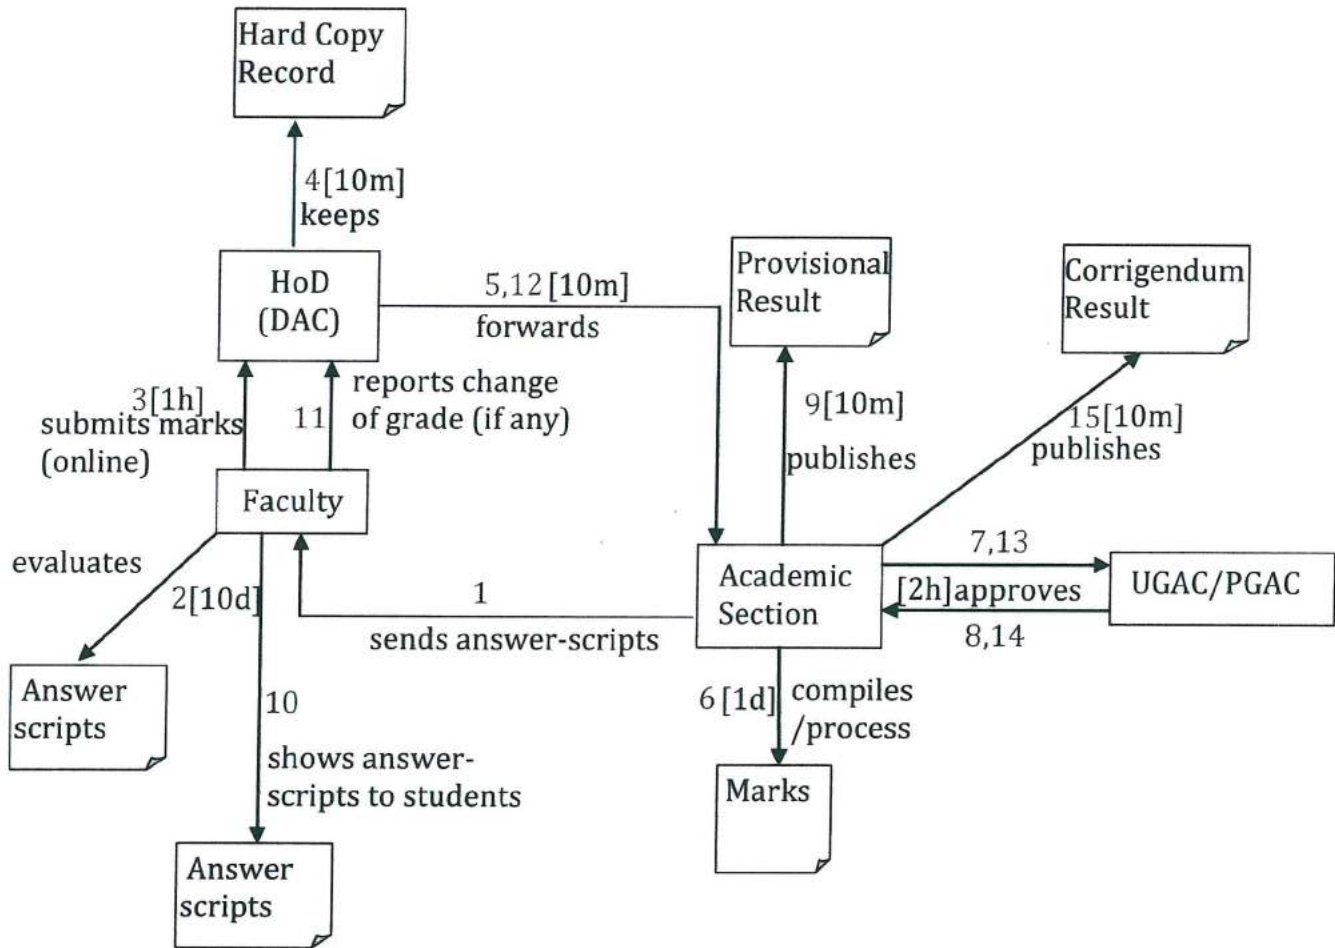 Hard Copy
Record
4[10m]
keeps
HoD
(DAC)
5,12 [10m]
forwards
Provisional
Result
Corrigendum
Result
3[1h]
submits marks
(online)
11
reports change
of grade (if any)
9[10m]
publishes
15[10m]
publishes
Faculty
evaluates
2[10d]
1
sends answer-scripts
Academic
Section
7,13
[2h]approves
8,14
UGAC/PGAC
Answer
scripts
10
shows answer-
scripts to students
6 [1d]
compiles
/process
Marks
Answer
scripts